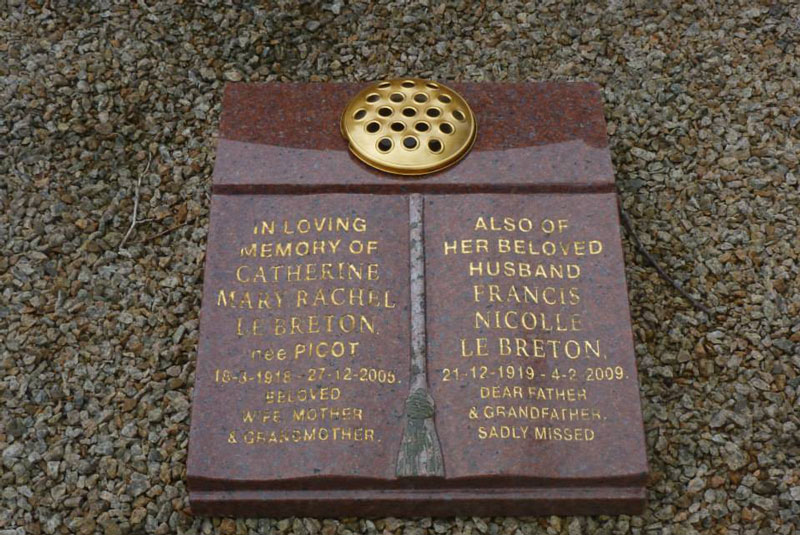 IN LOVING
MEMORY OF
CATHERINE
MARY RACHEL
LE BRETON.
née PICOT
18-3-1918 - 27-12-2005.
BELOVED
WIFE MOTHER
& GRANDMOTHER.
ALSO OF
HER BELOVED
HUSBAND
FRANCIS
NICOLLE
LE BRETON.
21-12-1919 - 4-2-2009.
DEAR FATHER
& GRANDFATHER.
SADLY MISSED